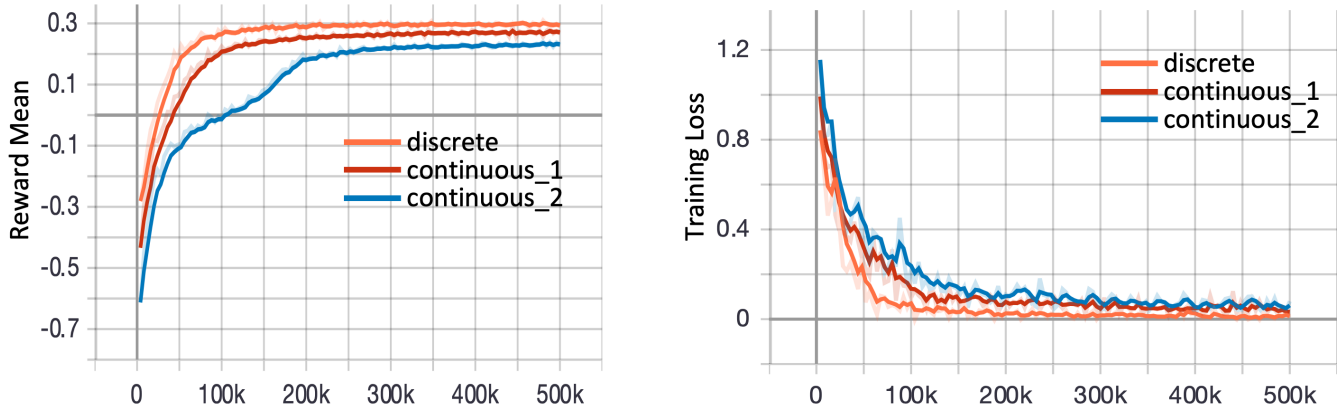 Reward Mean
0.3
0.1
-0.1
-0.3
-0.5
-0.7
discrete
continuous_1
continuous_2
0 100k 200k 300k 400k 500k
Training Loss
1.2
0.8
0.4
0
discrete
continuous_1
continuous_2
0 100k 200k 300k 400k 500k